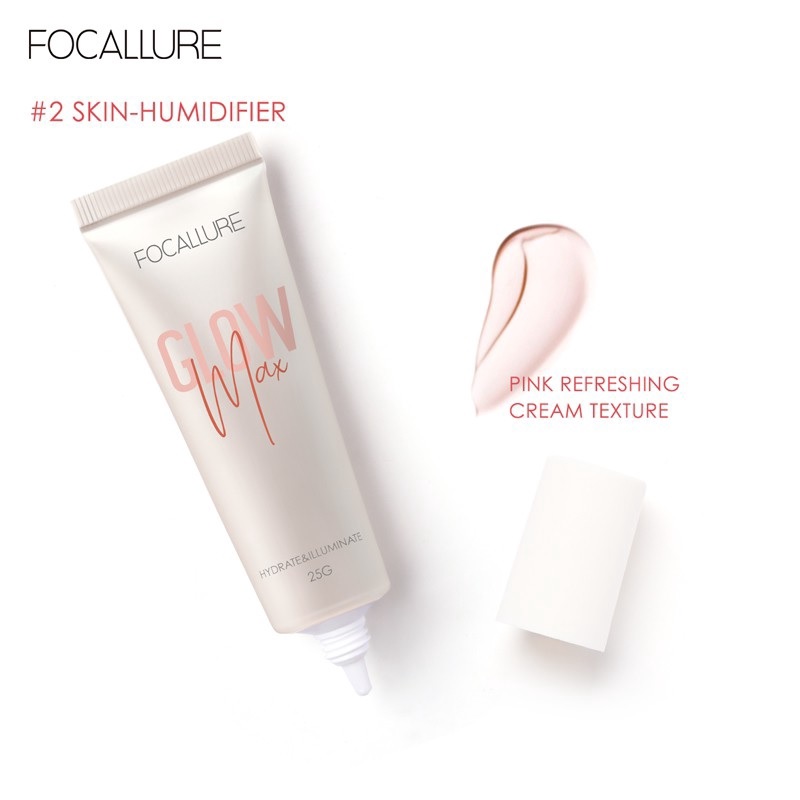 FOCALLURE
#2 SKIN-HUMIDIFIER
FOCALLURE
GLOW
Max
HYDRATE&ILLUMINATE
25G
PINK REFRESHING
CREAM TEXTURE